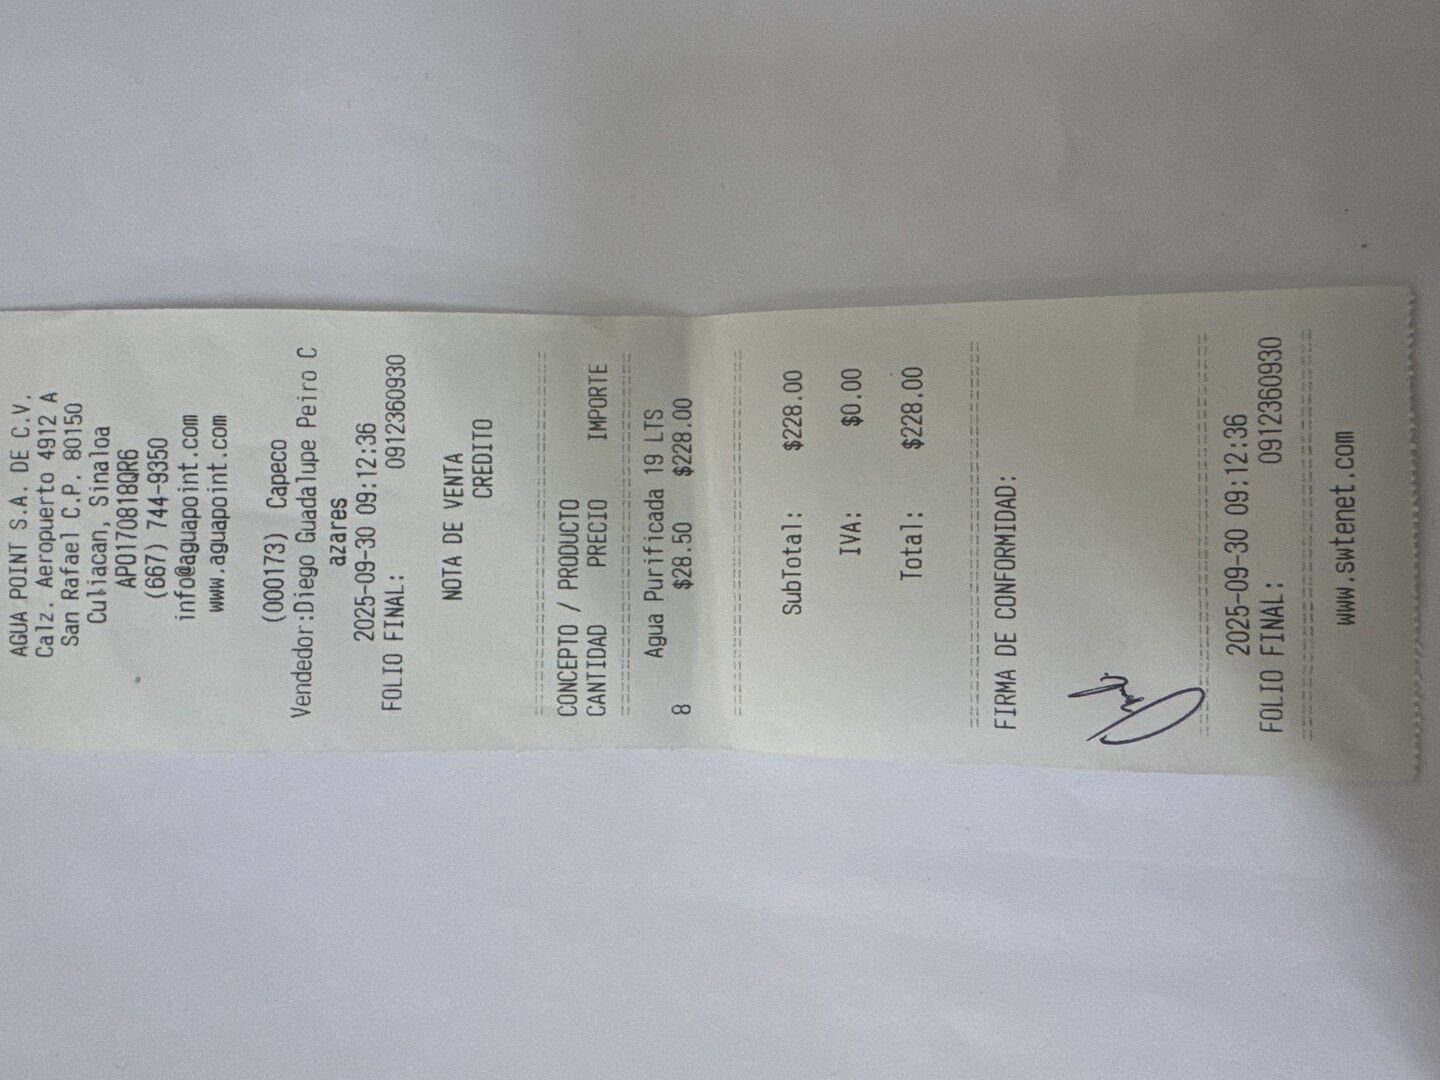 AGUA POINT S.A. DE C.V.
Calz. Aeropuerto 4912 A
San Rafael C.P. 80150
Culiacan, Sinaloa
APO170818QR6
(667) 744-9350
info@aguapoint.com
www.aguapoint.com
(000173) Capeco
Vendedor:Diego Guadalupe Peiro C
azares
2025-09-30 09:12:36
FOLIO FINAL: 0912360930
NOTA DE VENTA
CREDITO
CONCEPTO / PRODUCTO
CANTIDAD PRECIO IMPORTE
Agua Purificada 19 LTS
8 $28.50 $228.00
SubTotal: $228.00
IVA: $0.00
Total: $228.00
FIRMA DE CONFORMIDAD:
2025-09-30 09:12:36
FOLIO FINAL: 0912360930
www.swtenet.com